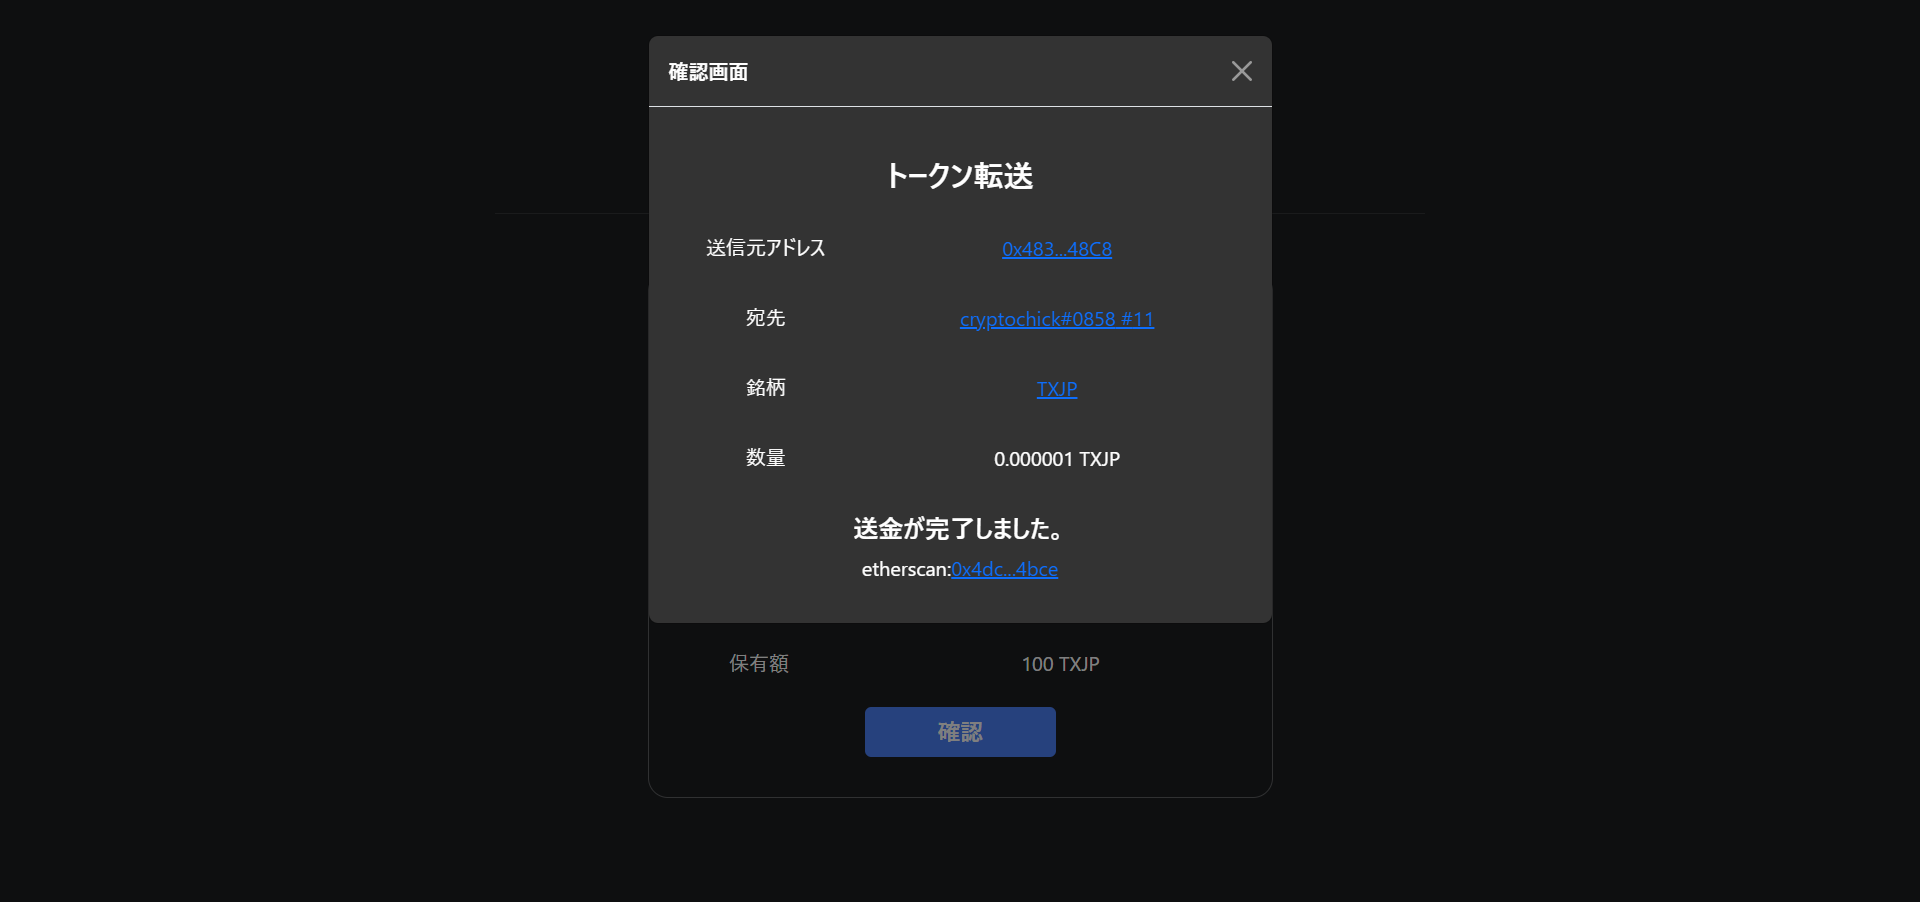 確認画面
トークン転送
送信元アドレス 0x483...48C8
宛先 cryptochick#0858 #11
銘柄 TXJP
数量 0.000001 TXJP
送金が完了しました。
etherscan:0x4dc...4bce
保有額 100 TXJP
確認